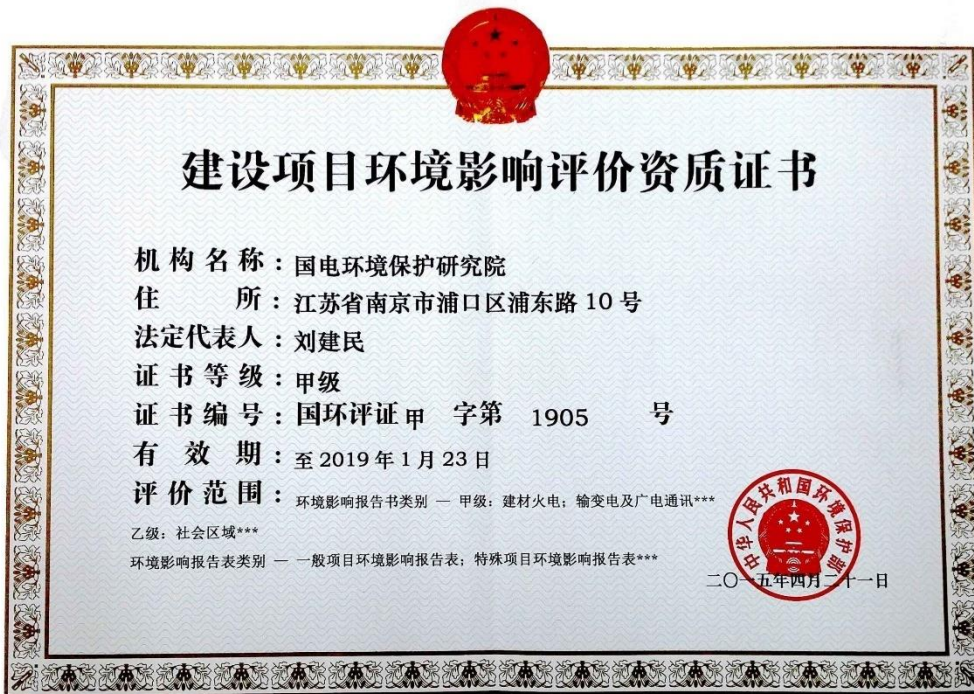 建设项目环境影响评价资质证书
机构名称：国电环境保护研究院
住所：江苏省南京市浦口区浦东路 10 号
法定代表人：刘建民
证书等级：甲级
证书编号：国环评证 甲 字第 1905 号
有效期：至 2019 年 1 月 23 日
评价范围：环境影响报告书类别 — 甲级：建材火电；输变电及广电通讯***
乙级：社会区域***
环境影响报告表类别 — 一般项目环境影响报告表；特殊项目环境影响报告表***
中华人民共和国环境保护部
二〇一五年四月二十一日